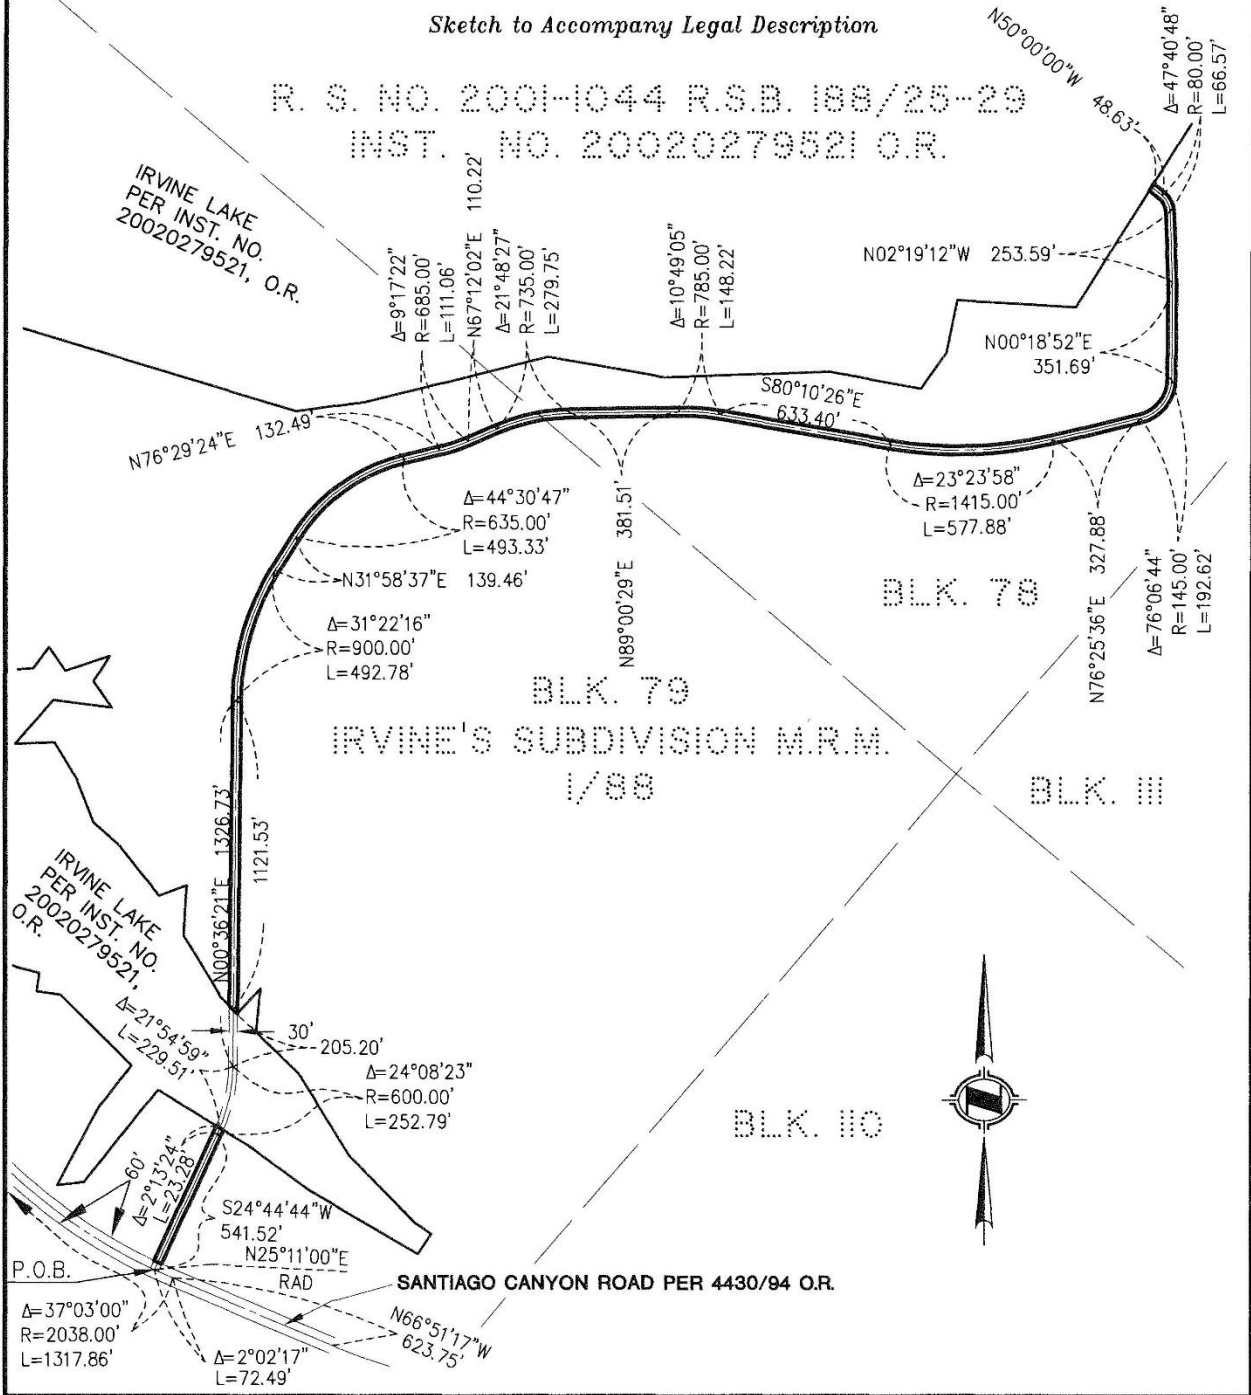 Sketch to Accompany Legal Description
R. S. NO. 2001-1044 R.S.B. 188/25-29
INST. NO. 20020279521 O.R.
N50°00'00"W 48.63'
Δ=47°40'48"
R=80.00'
L=66.57'
IRVINE LAKE
PER INST. NO.
20020279521, O.R.
Δ=9°17'22"
R=685.00'
L=111.06'
N67°12'02"E 110.22'
Δ=21°48'27"
R=735.00'
L=279.75'
Δ=10°49'05"
R=785.00'
L=148.22'
N02°19'12"W 253.59'
N00°18'52"E
351.69'
S80°10'26"E
633.40'
N76°29'24"E 132.49'
Δ=44°30'47"
R=635.00'
L=493.33'
Δ=23°23'58"
R=1415.00'
L=577.88'
N89°00'29"E 381.51'
N76°25'36"E 327.88'
Δ=76°06'44"
R=145.00'
L=192.62'
N31°58'37"E 139.46'
BLK. 78
Δ=31°22'16"
R=900.00'
L=492.78'
BLK. 79
IRVINE'S SUBDIVISION M.R.M.
1/88
BLK. 111
N00°36'21"E 1326.73'
1121.53'
IRVINE LAKE
PER INST. NO.
20020279521,
O.R.
Δ=21°54'59"
L=229.51'
30'
205.20'
Δ=24°08'23"
R=600.00'
L=252.79'
BLK. 110
60'
Δ=2°13'24"
L=23.28'
S24°44'44"W
541.52'
N25°11'00"E
RAD
P.O.B.
SANTIAGO CANYON ROAD PER 4430/94 O.R.
Δ=37°03'00"
R=2038.00'
L=1317.86'
Δ=2°02'17"
L=72.49'
N66°51'17"W
623.75'